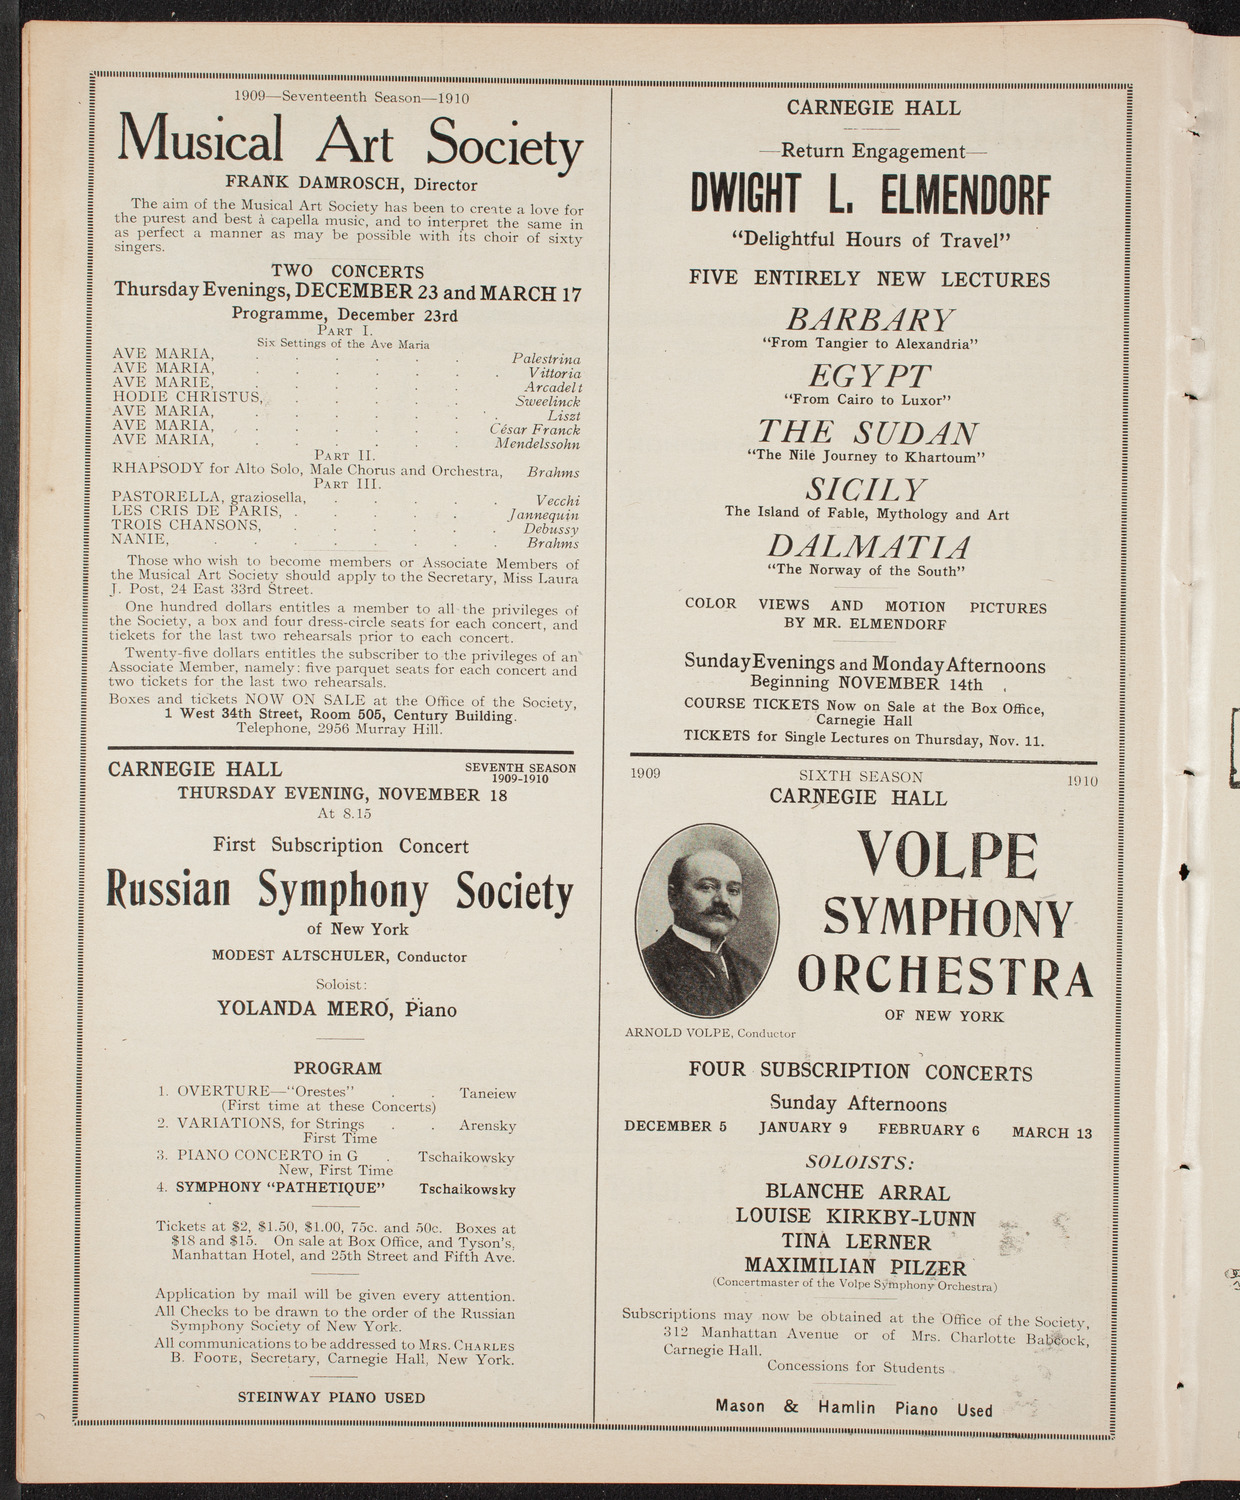 1909—Seventeenth Season—1910
Musical Art Society
FRANK DAMROSCH, Director
The aim of the Musical Art Society has been to create a love for
the purest and best à capella music, and to interpret the same in
as perfect a manner as may be possible with its choir of sixty
singers.
TWO CONCERTS
Thursday Evenings, DECEMBER 23 and MARCH 17
Programme, December 23rd
PART I.
Six Settings of the Ave Maria
AVE MARIA, . . . . . . Palestrina
AVE MARIA, . . . . . . . Vittoria
AVE MARIE, . . . . . . Arcadelt
HODIE CHRISTUS, . . . . . Sweelinck
AVE MARIA, . . . . . . . Liszt
AVE MARIA, . . . . . . César Franck
AVE MARIA, . . . . . . Mendelssohn
PART II.
RHAPSODY for Alto Solo, Male Chorus and Orchestra, Brahms
PART III.
PASTORELLA, graziosella, . . . . . Vecchi
LES CRIS DE PARIS, . . . . . Jannequin
TROIS CHANSONS, . . . . . . Debussy
NANIE, . . . . . . . . Brahms
Those who wish to become members or Associate Members of
the Musical Art Society should apply to the Secretary, Miss Laura
J. Post, 24 East 33rd Street.
One hundred dollars entitles a member to all the privileges of
the Society, a box and four dress-circle seats for each concert, and
tickets for the last two rehearsals prior to each concert.
Twenty-five dollars entitles the subscriber to the privileges of an
Associate Member, namely: five parquet seats for each concert and
two tickets for the last two rehearsals.
Boxes and tickets NOW ON SALE at the Office of the Society,
1 West 34th Street, Room 505, Century Building.
Telephone, 2956 Murray Hill.
CARNEGIE HALL SEVENTH SEASON
1909-1910
THURSDAY EVENING, NOVEMBER 18
At 8.15
First Subscription Concert
Russian Symphony Society
of New York
MODEST ALTSCHULER, Conductor
Soloist:
YOLANDA MERÓ, Piano
PROGRAM
1. OVERTURE—"Orestes" . . Taneiew
(First time at these Concerts)
2. VARIATIONS, for Strings . . Arensky
First Time
3. PIANO CONCERTO in G . Tschaikowsky
New, First Time
4. SYMPHONY "PATHETIQUE" Tschaikowsky
Tickets at $2, $1.50, $1.00, 75c. and 50c. Boxes at
$18 and $15. On sale at Box Office, and Tyson's,
Manhattan Hotel, and 25th Street and Fifth Ave.
Application by mail will be given every attention.
All Checks to be drawn to the order of the Russian
Symphony Society of New York.
All communications to be addressed to MRS. CHARLES
B. FOOTE, Secretary, Carnegie Hall, New York.
STEINWAY PIANO USED
CARNEGIE HALL
—Return Engagement—
DWIGHT L. ELMENDORF
"Delightful Hours of Travel"
FIVE ENTIRELY NEW LECTURES
BARBARY
"From Tangier to Alexandria"
EGYPT
"From Cairo to Luxor"
THE SUDAN
"The Nile Journey to Khartoum"
SICILY
The Island of Fable, Mythology and Art
DALMATIA
"The Norway of the South"
COLOR VIEWS AND MOTION PICTURES
BY MR. ELMENDORF
Sunday Evenings and Monday Afternoons
Beginning NOVEMBER 14th
COURSE TICKETS Now on Sale at the Box Office,
Carnegie Hall
TICKETS for Single Lectures on Thursday, Nov. 11.
1909 SIXTH SEASON 1910
CARNEGIE HALL
VOLPE
SYMPHONY
ORCHESTRA
OF NEW YORK
ARNOLD VOLPE, Conductor
FOUR SUBSCRIPTION CONCERTS
Sunday Afternoons
DECEMBER 5 JANUARY 9 FEBRUARY 6 MARCH 13
SOLOISTS:
BLANCHE ARRAL
LOUISE KIRKBY-LUNN
TINA LERNER
MAXIMILIAN PILZER
(Concertmaster of the Volpe Symphony Orchestra)
Subscriptions may now be obtained at the Office of the Society,
312 Manhattan Avenue or of Mrs. Charlotte Babcock,
Carnegie Hall.
Concessions for Students
Mason & Hamlin Piano Used